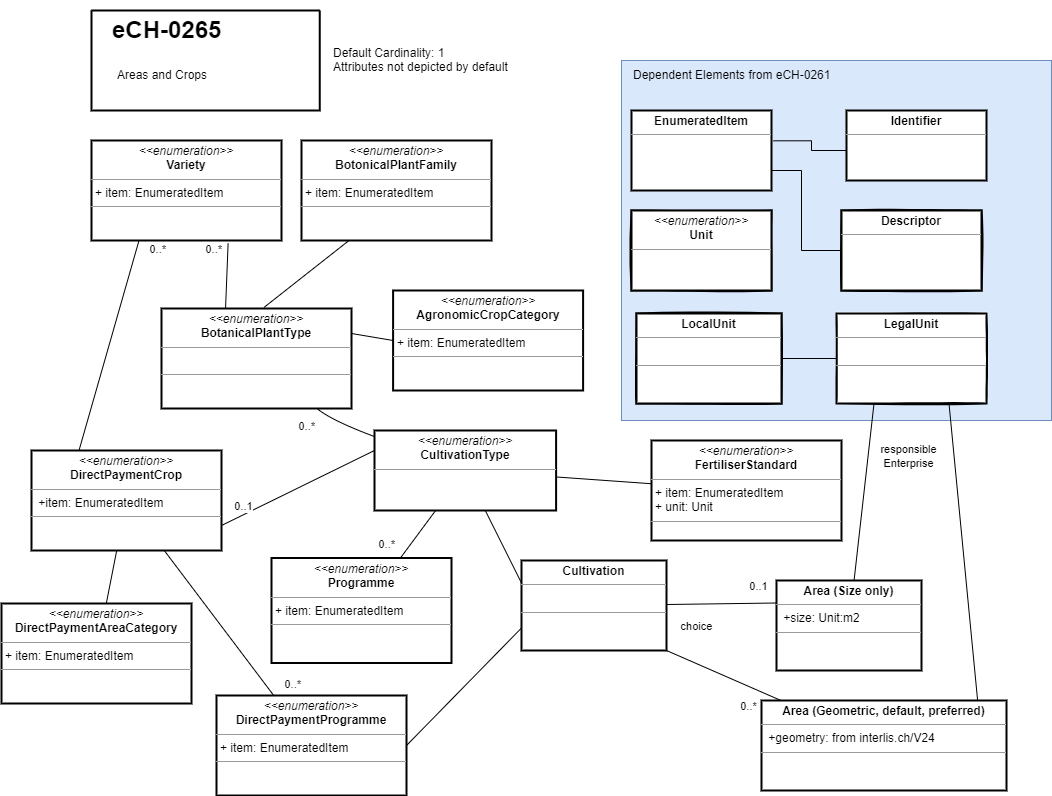 eCH-0265
Areas and Crops
Default Cardinality: 1
Attributes not depicted by default
Dependent Elements from eCH-0261
EnumeratedItem
Identifier
<<enumeration>>
Unit
Descriptor
LocalUnit
LegalUnit
<<enumeration>>
Variety
+ item: EnumeratedItem
<<enumeration>>
BotonicalPlantFamily
+ item: EnumeratedItem
0..*
0..*
<<enumeration>>
BotanicalPlantType
<<enumeration>>
AgronomicCropCategory
+ item: EnumeratedItem
0..*
<<enumeration>>
CultivationType
<<enumeration>>
FertiliserStandard
+ item: EnumeratedItem
+ unit: Unit
responsible
Enterprise
<<enumeration>>
DirectPaymentCrop
+item: EnumeratedItem
0..1
0..*
<<enumeration>>
Programme
+ item: EnumeratedItem
Cultivation
0..1
choice
Area (Size only)
+size: Unit:m2
<<enumeration>>
DirectPaymentAreaCategory
+ item: EnumeratedItem
0..*
<<enumeration>>
DirectPaymentProgramme
+ item: EnumeratedItem
0..*
Area (Geometric, default, preferred)
+geometry: from interlis.ch/V24